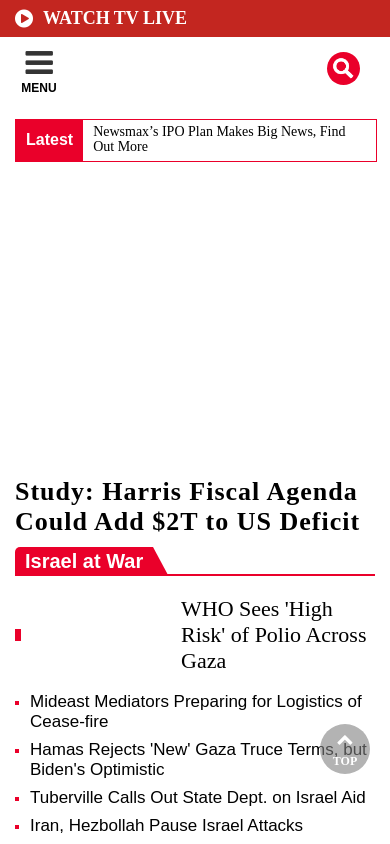 WATCH TV LIVE
MENU
Latest
Newsmax’s IPO Plan Makes Big News, Find
Out More
Study: Harris Fiscal Agenda
Could Add $2T to US Deficit
Israel at War
WHO Sees 'High
Risk' of Polio Across
Gaza
Mideast Mediators Preparing for Logistics of
Cease-fire
Hamas Rejects 'New' Gaza Truce Terms, but
Biden's Optimistic
TOP
Tuberville Calls Out State Dept. on Israel Aid
Iran, Hezbollah Pause Israel Attacks